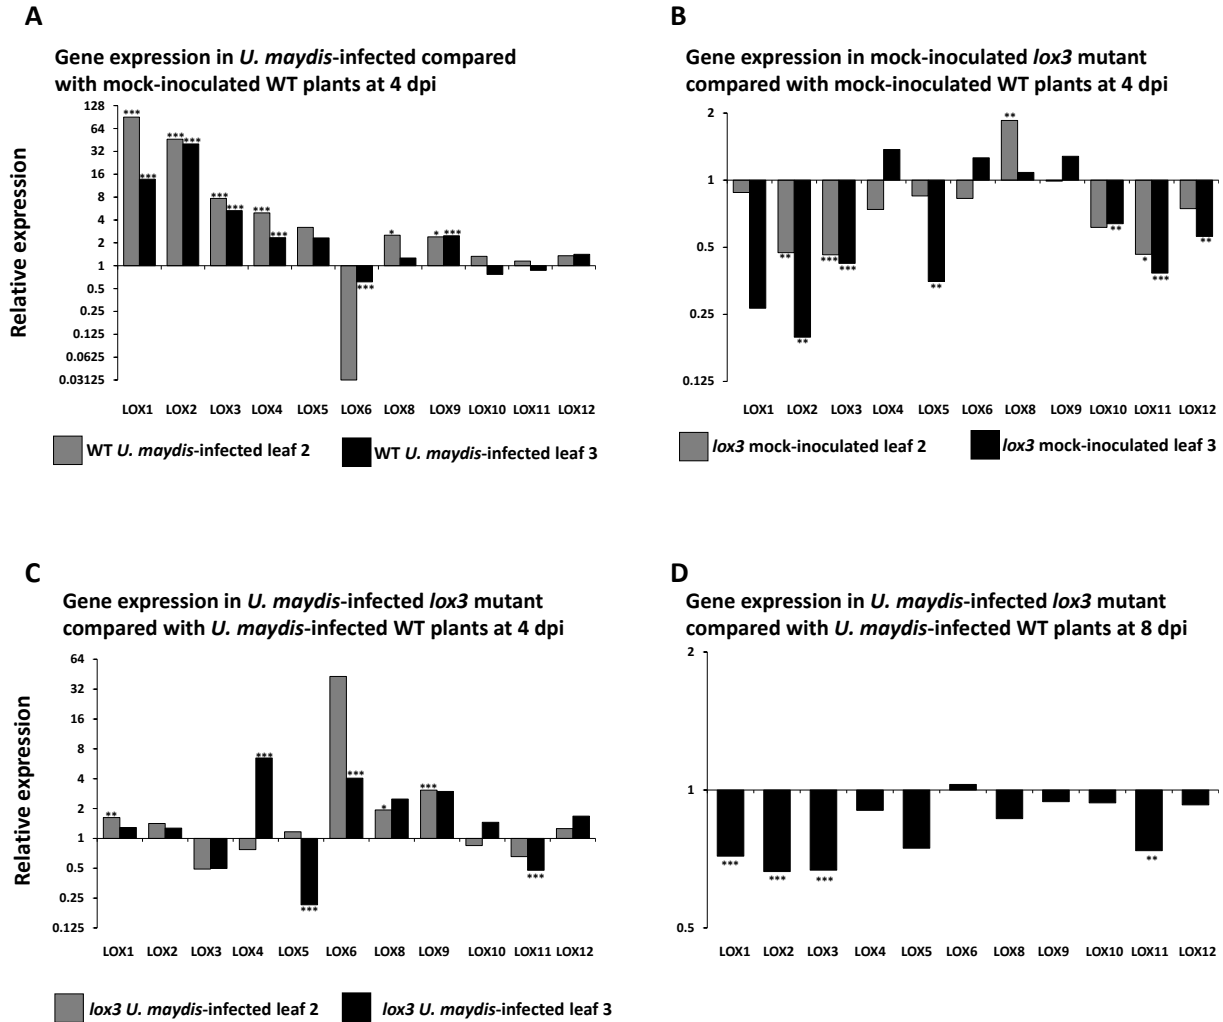 A
Gene expression in U. maydis-infected compared
with mock-inoculated WT plants at 4 dpi
Relative expression
128
64
32
16
8
4
2
1
0.5
0.25
0.125
0.0625
0.03125
*** *** *** *** *** *** *** *** *** * * ***
LOX1 LOX2 LOX3 LOX4 LOX5 LOX6 LOX8 LOX9 LOX10 LOX11 LOX12
WT U. maydis-infected leaf 2 WT U. maydis-infected leaf 3
B
Gene expression in mock-inoculated lox3 mutant
compared with mock-inoculated WT plants at 4 dpi
2
1
0.5
0.25
0.125
** ** *** *** ** ** ** * *** **
LOX1 LOX2 LOX3 LOX4 LOX5 LOX6 LOX8 LOX9 LOX10 LOX11 LOX12
lox3 mock-inoculated leaf 2 lox3 mock-inoculated leaf 3
C
Gene expression in U. maydis-infected lox3 mutant
compared with U. maydis-infected WT plants at 4 dpi
Relative expression
64
32
16
8
4
2
1
0.5
0.25
0.125
** *** *** *** * *** ***
LOX1 LOX2 LOX3 LOX4 LOX5 LOX6 LOX8 LOX9 LOX10 LOX11 LOX12
lox3 U. maydis-infected leaf 2 lox3 U. maydis-infected leaf 3
D
Gene expression in U. maydis-infected lox3 mutant
compared with U. maydis-infected WT plants at 8 dpi
2
1
0.5
*** *** *** **
LOX1 LOX2 LOX3 LOX4 LOX5 LOX6 LOX8 LOX9 LOX10 LOX11 LOX12